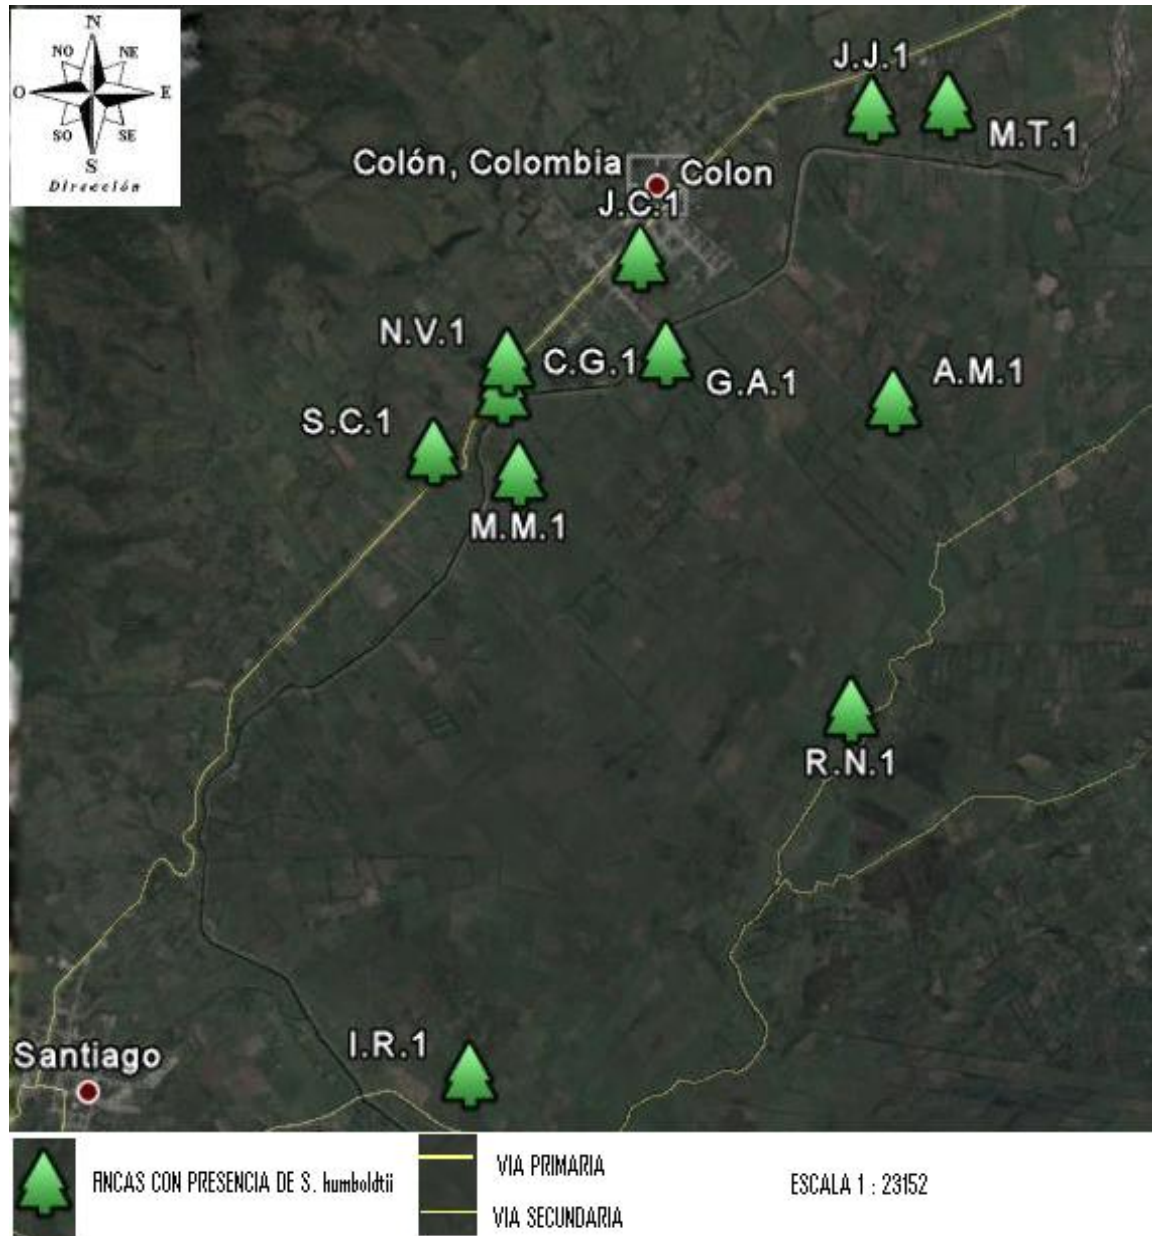 N
NO NE
O E
SO SE
S
Dirección
J.J.1
M.T.1
Colón, Colombia
Colon
J.C.1
N.V.1
C.G.1
G.A.1
A.M.1
S.C.1
M.M.1
R.N.1
I.R.1
Santiago
FINCAS CON PRESENCIA DE S. humboldtii
VIA PRIMARIA
VIA SECUNDARIA
ESCALA 1 : 23152